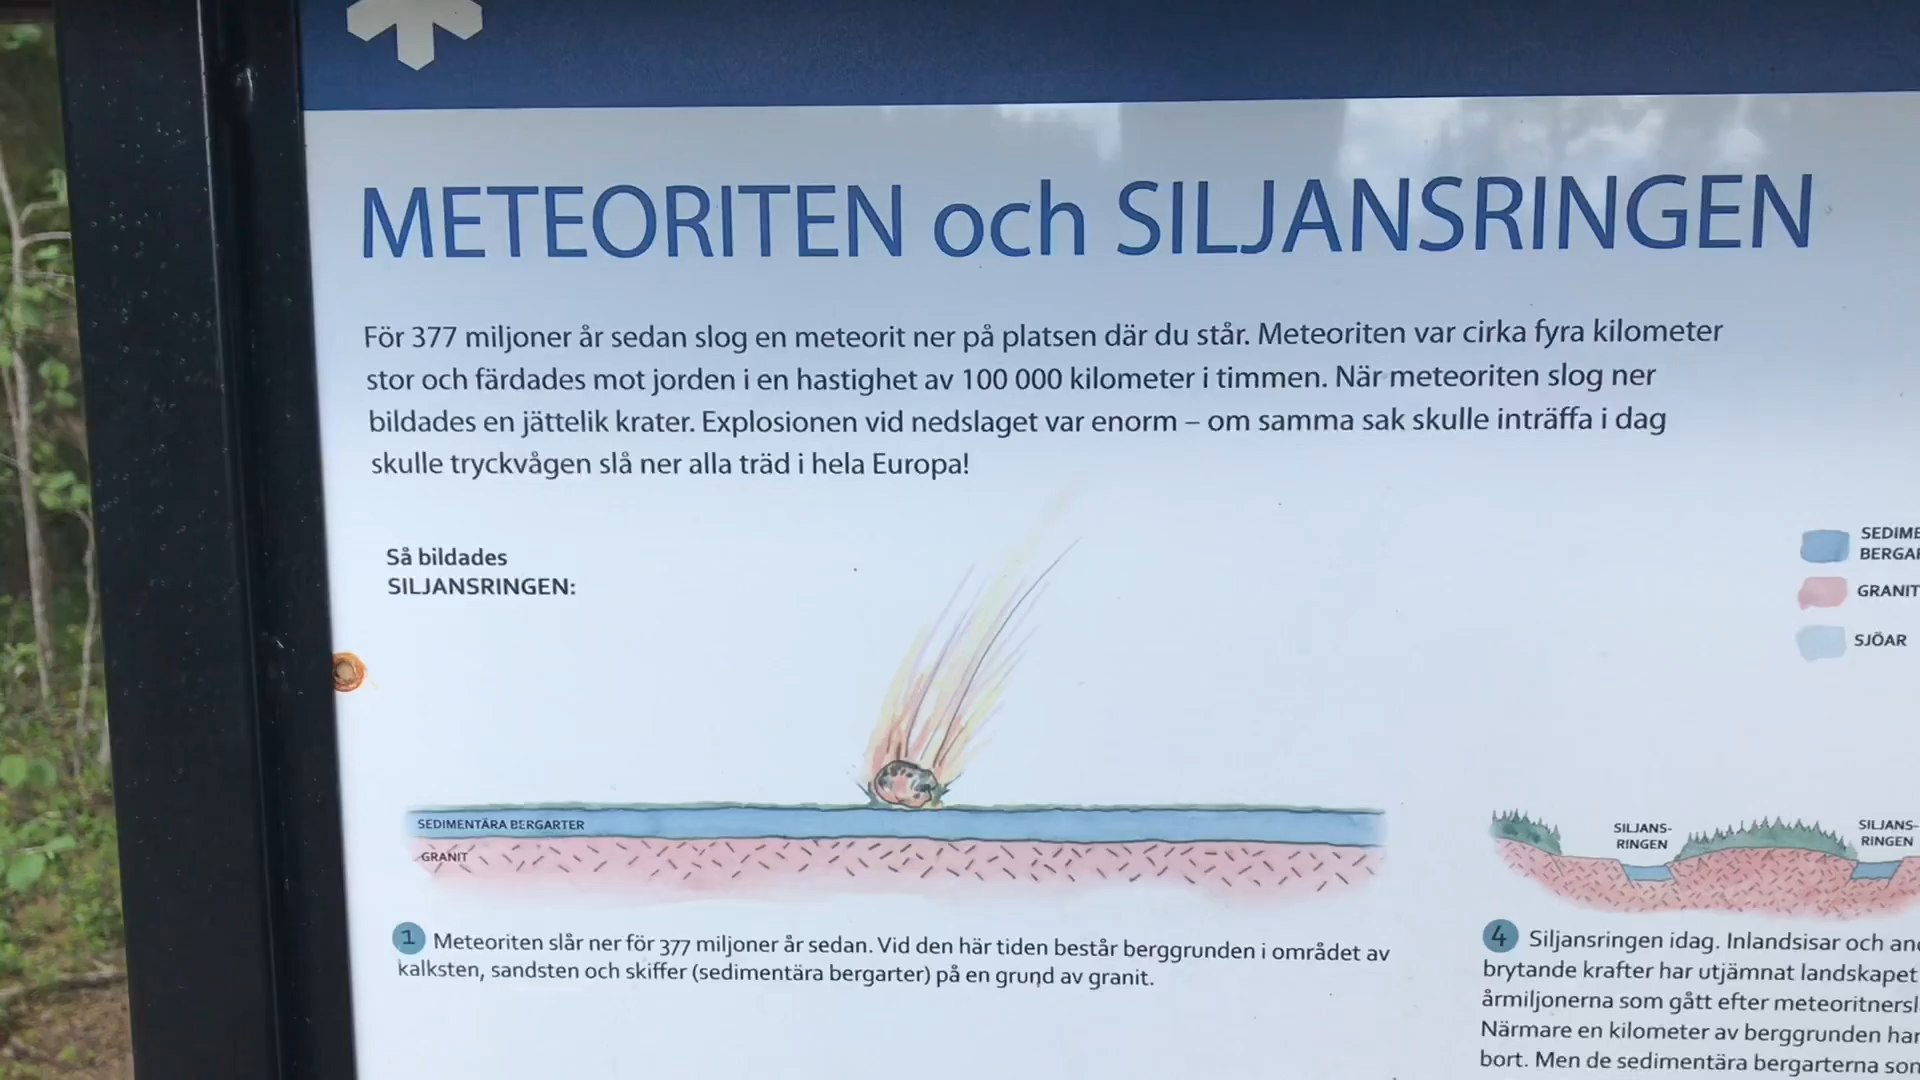 METEORITEN och SILJANSRINGEN
För 377 miljoner år sedan slog en meteorit ner på platsen där du står. Meteoriten var cirka fyra kilometer
stor och färdades mot jorden i en hastighet av 100 000 kilometer i timmen. När meteoriten slog ner
bildades en jättelik krater. Explosionen vid nedslaget var enorm – om samma sak skulle inträffa i dag
skulle tryckvågen slå ner alla träd i hela Europa!
Så bildades
SILJANSRINGEN:
SEDIMENTÄRA BERGARTER
GRANIT
1 Meteoriten slår ner för 377 miljoner år sedan. Vid den här tiden består berggrunden i området av
kalksten, sandsten och skiffer (sedimentära bergarter) på en grund av granit.
GRANIT
SJÖAR
SILJANS-
RINGEN
SILJANS-
RINGEN
4 Siljansringen idag. Inlandsisar och
brytande krafter har utjämnat landskapet
årmiljonerna som gått efter
Närmare en kilometer av berggrunden
bort. Men de sedimentära bergarterna